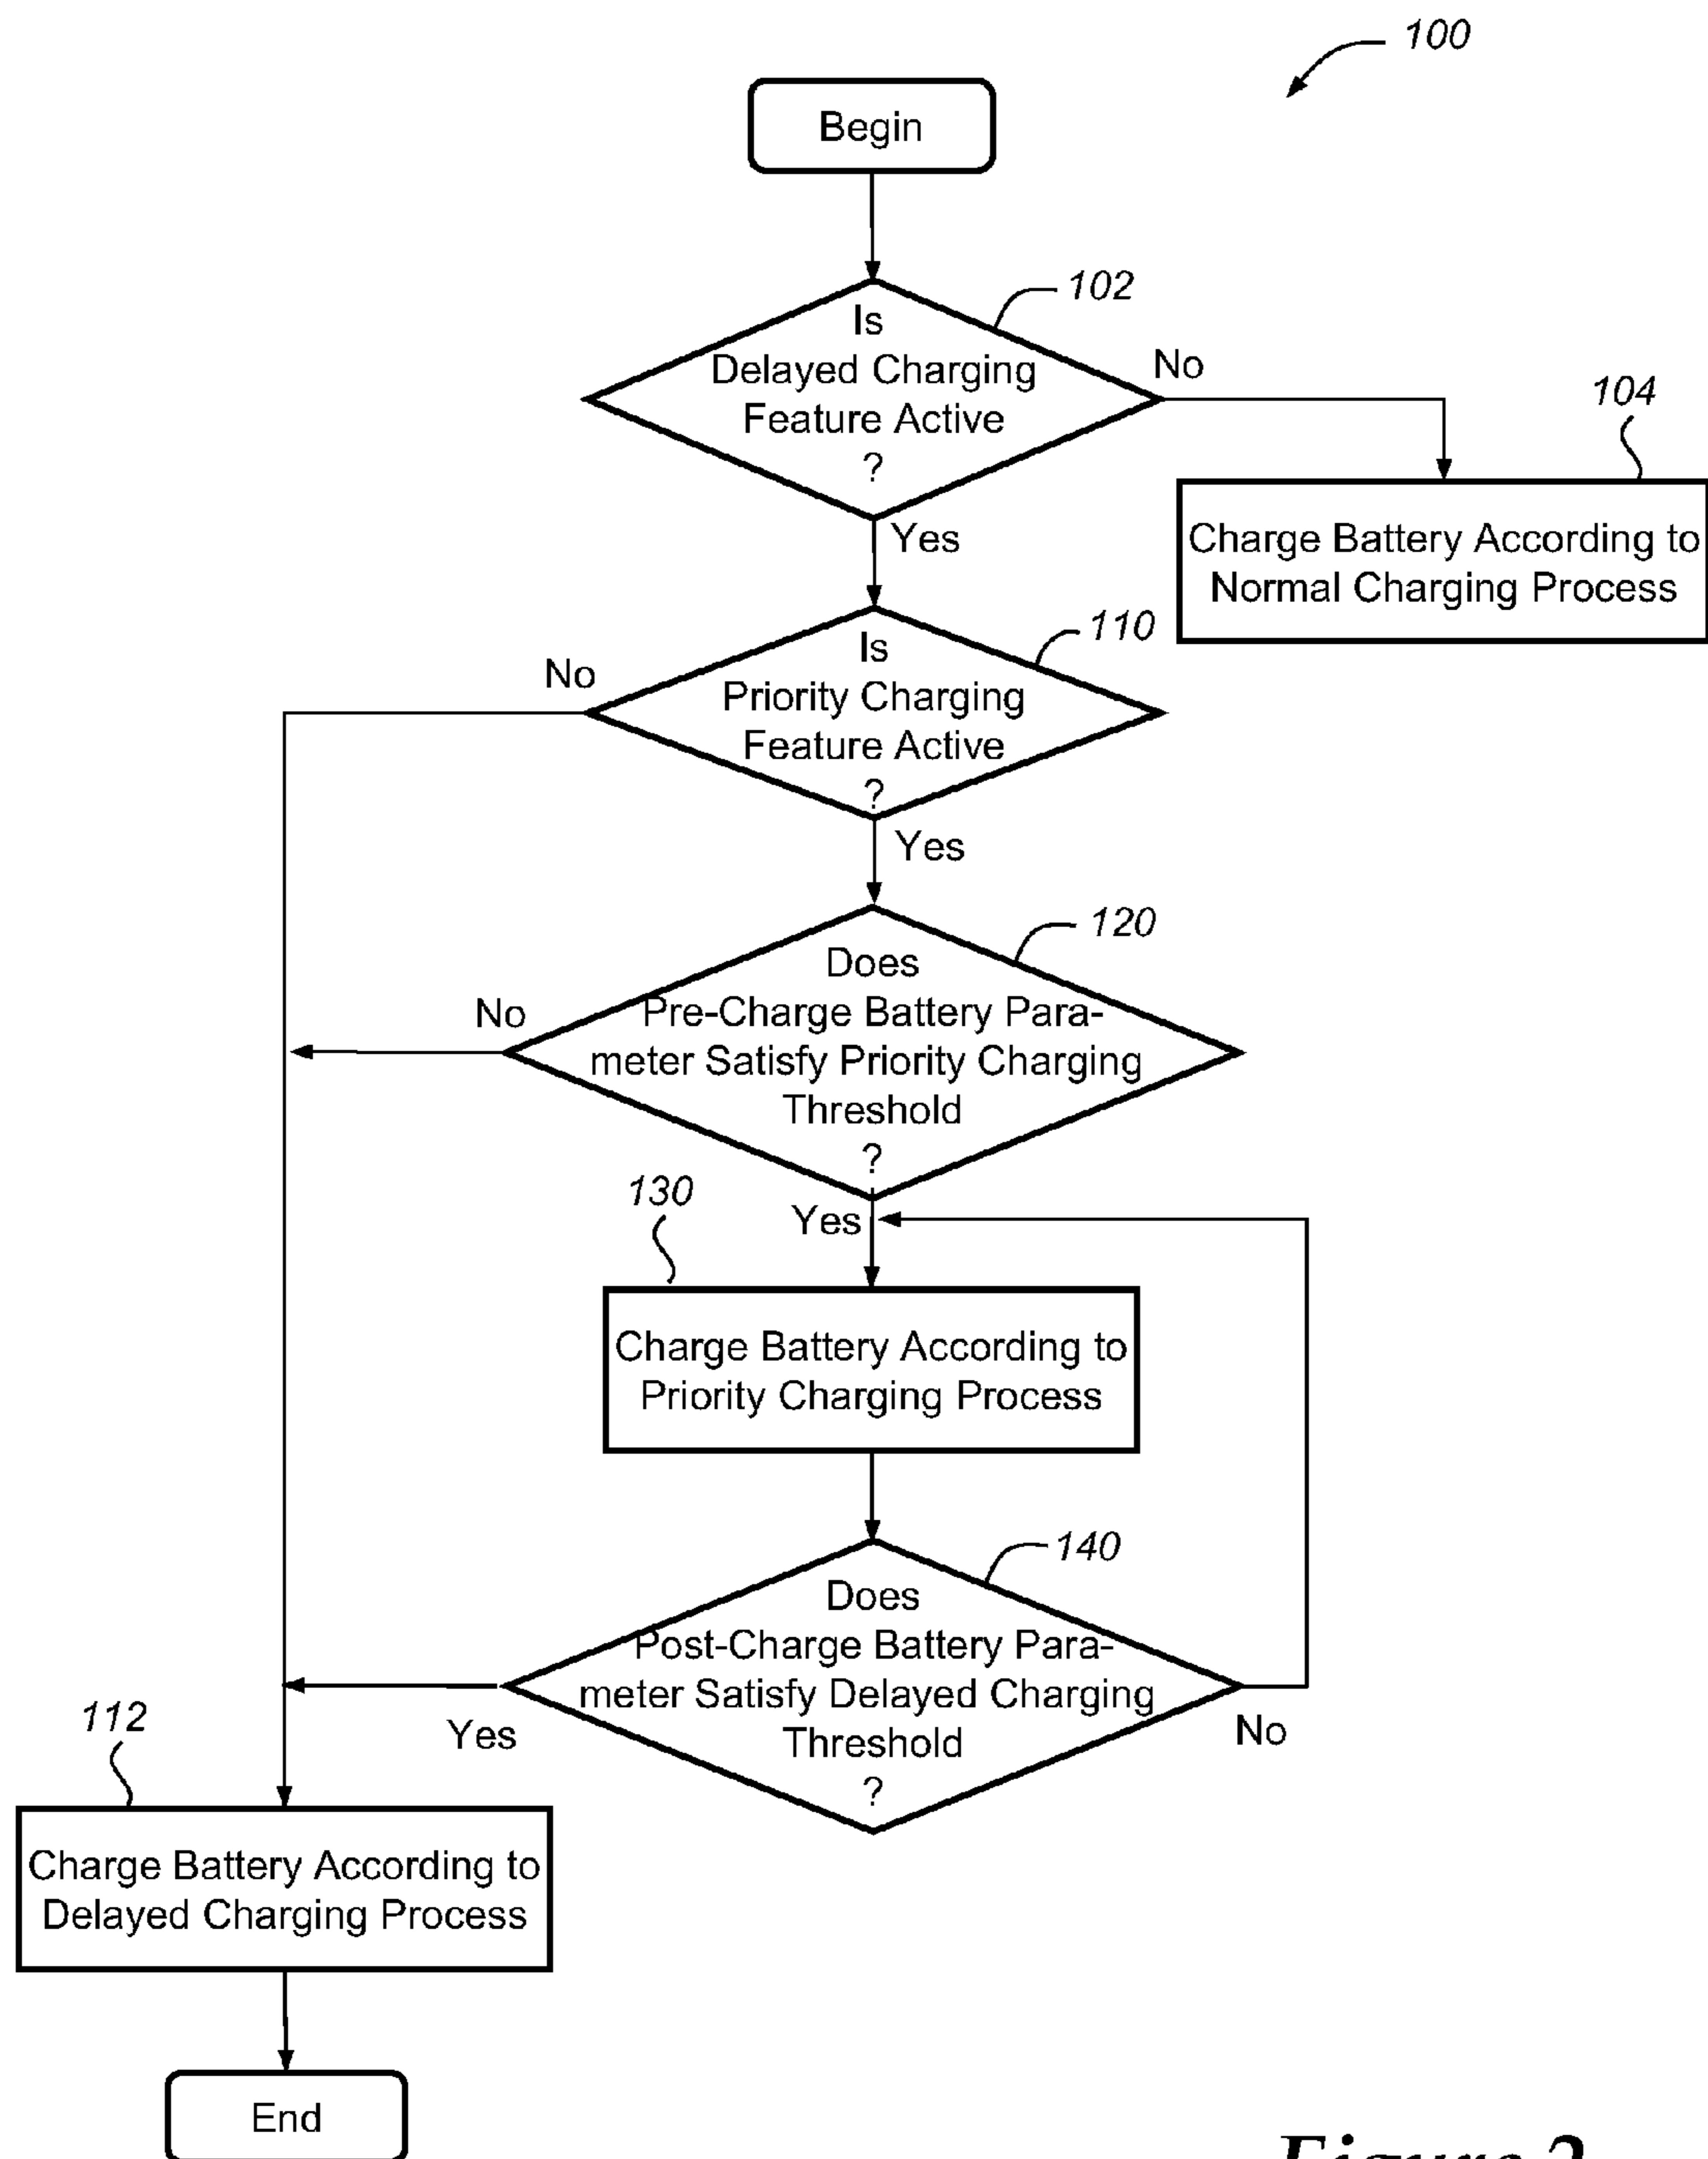 100
Begin
102
Is
Delayed Charging
Feature Active
?
No
104
Charge Battery According to
Normal Charging Process
Yes
110
Is
Priority Charging
Feature Active
?
No
Yes
120
Does
Pre-Charge Battery Para-
meter Satisfy Priority Charging
Threshold
?
No
130
Yes
Charge Battery According to
Priority Charging Process
140
Does
Post-Charge Battery Para-
meter Satisfy Delayed Charging
Threshold
?
Yes
No
112
Charge Battery According to
Delayed Charging Process
End
Figure 2